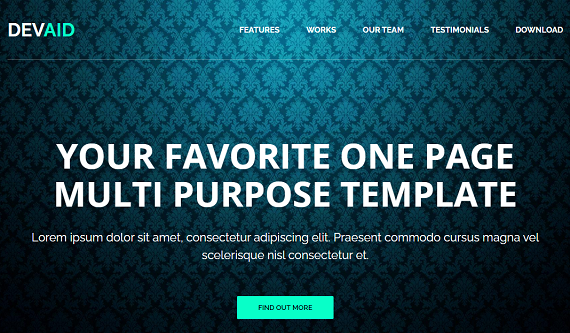 DEVAID
FEATURES WORKS OUR TEAM TESTIMONIALS DOWNLOAD
YOUR FAVORITE ONE PAGE
MULTI PURPOSE TEMPLATE
Lorem ipsum dolor sit amet, consectetur adipiscing elit. Praesent commodo cursus magna vel
scelerisque nisl consectetur et.
FIND OUT MORE